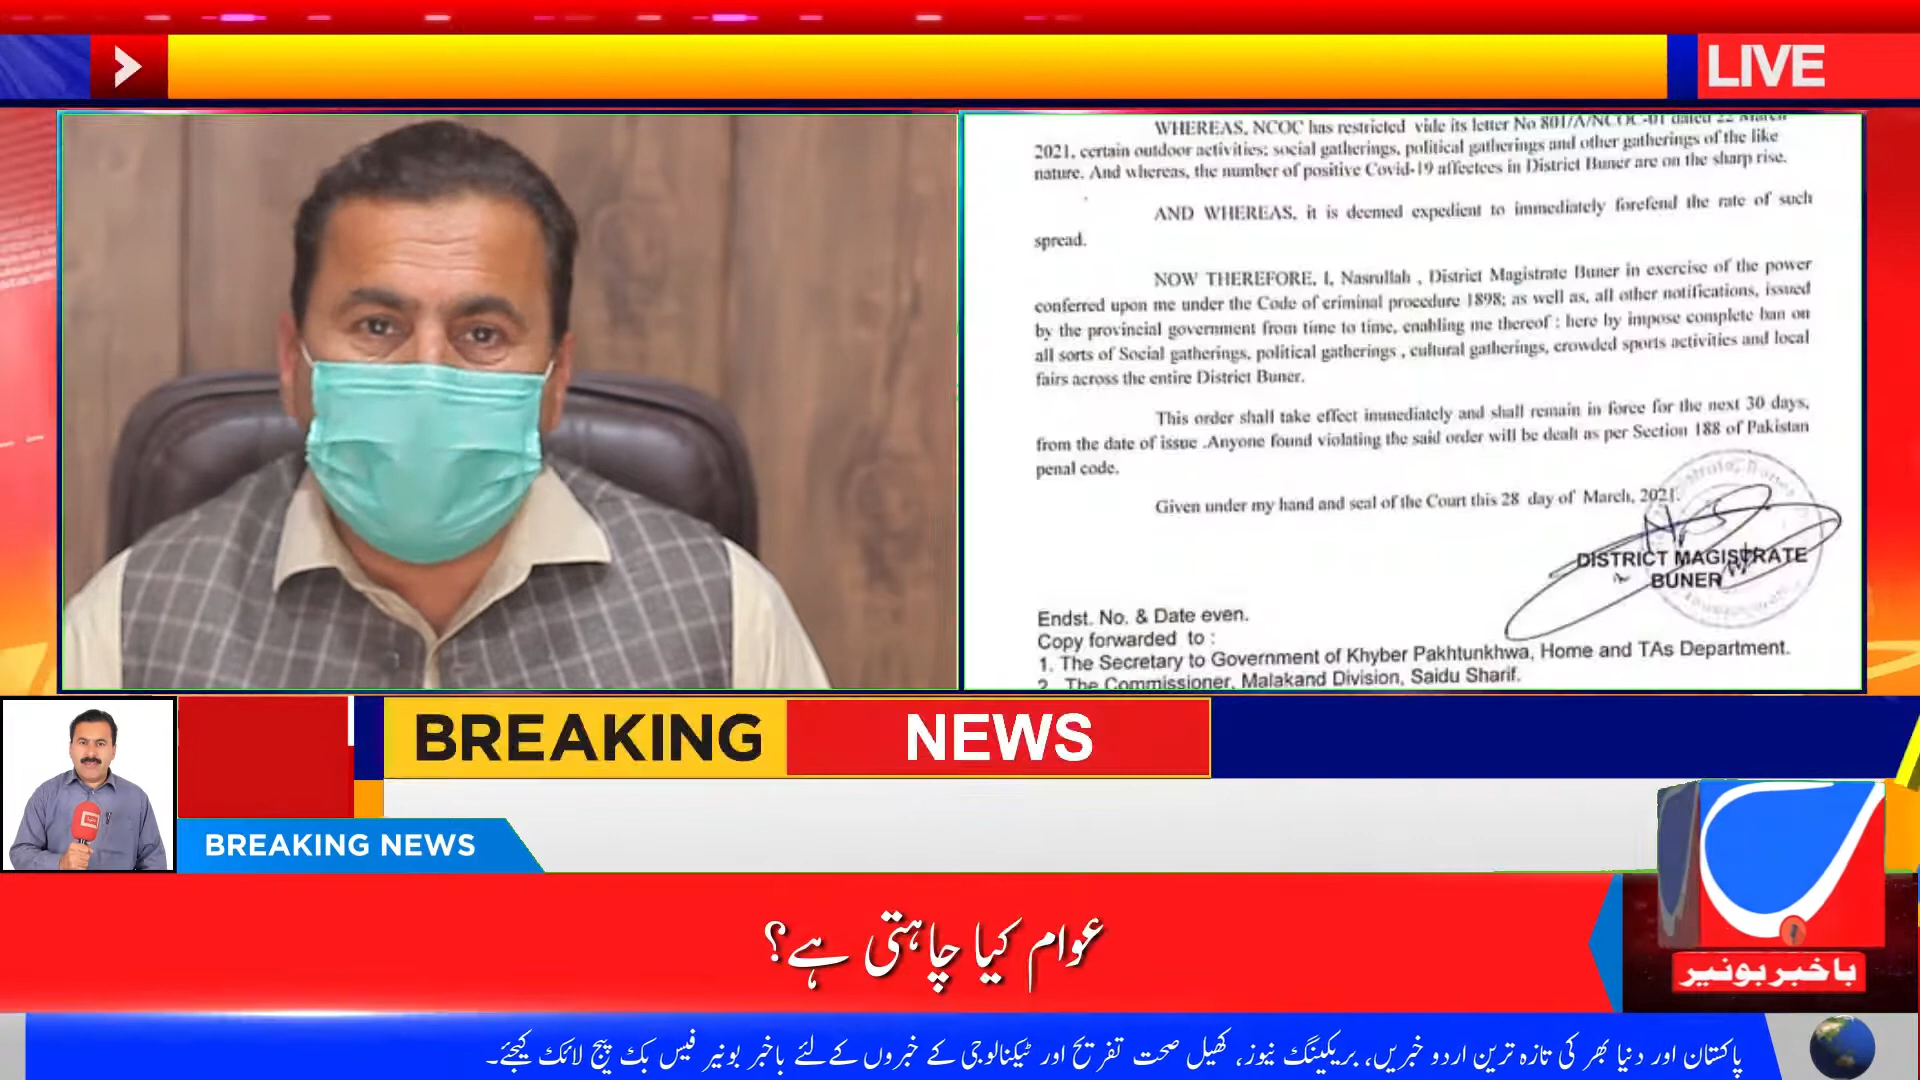 LIVE
WHEREAS, NCOC has restricted vide its letter No 801/A/NCOC-01 dated 22 March
2021, certain outdoor activities; social gatherings, political gatherings and other gatherings of the like
nature. And whereas, the number of positive Covid-19 affectees in District Buner are on the sharp rise.
AND WHEREAS, it is deemed expedient to immediately forefend the rate of such
spread.
NOW THEREFORE, I, Nasrullah , District Magistrate Buner in exercise of the power
conferred upon me under the Code of criminal procedure 1898; as well as, all other notifications, issued
by the provincial government from time to time, enabling me thereof ; here by impose complete ban on
all sorts of Social gatherings, political gatherings , cultural gatherings, crowded sports activities and local
fairs across the entire District Buner.
This order shall take effect immediately and shall remain in force for the next 30 days,
from the date of issue .Anyone found violating the said order will be dealt as per Section 188 of Pakistan
penal code.
Given under my hand and seal of the Court this 28 day of March, 2021.
DISTRICT MAGISTRATE
BUNER
Endst. No. & Date even.
Copy forwarded to :
1. The Secretary to Government of Khyber Pakhtunkhwa, Home and TAs Department.
2. The Commissioner, Malakand Division, Saidu Sharif.
BREAKING NEWS
BREAKING NEWS
عوام کیا چاہتی ہے؟
باخبر بونیر
پاکستان اور دنیا بھر کی تازہ ترین اردو خبریں، بریکینگ نیوز، کھیل صحت تفریح اور ٹیکنالوجی کے خبروں کےلئے باخبر بونیر فیس بک پیج لائک کیجئے۔